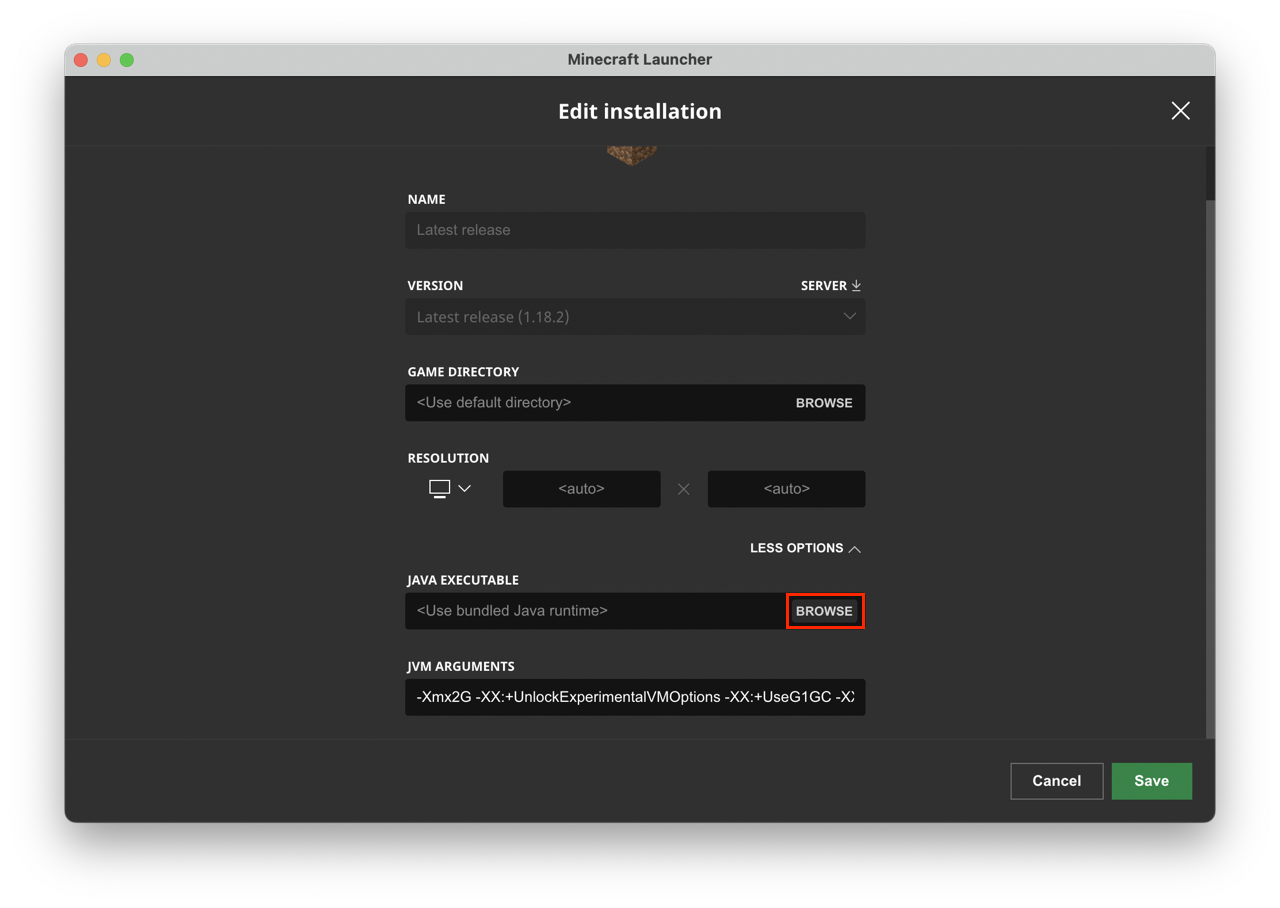 Minecraft Launcher
Edit installation
NAME
Latest release
VERSION
SERVER
Latest release (1.18.2)
GAME DIRECTORY
<Use default directory>
BROWSE
RESOLUTION
<auto>
<auto>
LESS OPTIONS
JAVA EXECUTABLE
<Use bundled Java runtime>
BROWSE
JVM ARGUMENTS
-Xmx2G -XX:+UnlockExperimentalVMOptions -XX:+UseG1GC -XX
Cancel
Save